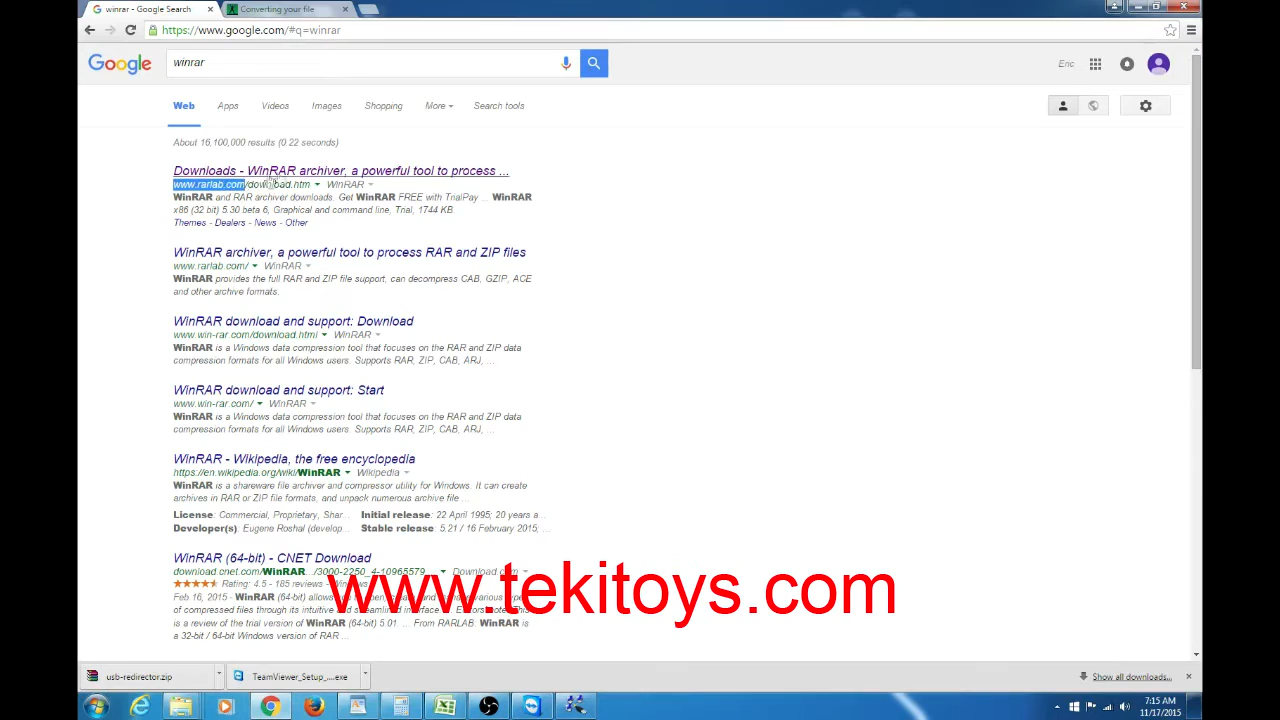 winrar - Google Search
Converting your file
https://www.google.com/#q=winrar
Google
winrar
Eric
Web
Apps
Videos
Images
Shopping
More
Search tools
About 16,100,000 results (0.22 seconds)
Downloads - WinRAR archiver, a powerful tool to process ...
www.rarlab.com/download.htm WinRAR
WinRAR and RAR archiver downloads. Get WinRAR FREE with TrialPay ... WinRAR
x86 (32 bit) 5.30 beta 6, Graphical and command line, Trial, 1744 KB.
Themes - Dealers - News - Other
WinRAR archiver, a powerful tool to process RAR and ZIP files
www.rarlab.com/ WinRAR
WinRAR provides the full RAR and ZIP file support, can decompress CAB, GZIP, ACE
and other archive formats.
WinRAR download and support: Download
www.win-rar.com/download.html WinRAR
WinRAR is a Windows data compression tool that focuses on the RAR and ZIP data
compression formats for all Windows users. Supports RAR, ZIP, CAB, ARJ, ...
WinRAR download and support: Start
www.win-rar.com/ WinRAR
WinRAR is a Windows data compression tool that focuses on the RAR and ZIP data
compression formats for all Windows users. Supports RAR, ZIP, CAB, ARJ, ...
WinRAR - Wikipedia, the free encyclopedia
https://en.wikipedia.org/wiki/WinRAR Wikipedia
WinRAR is a shareware file archiver and compressor utility for Windows. It can create
archives in RAR or ZIP file formats, and unpack numerous archive file ...
License: Commercial, Proprietary, Shar... Initial release: 22 April 1995; 20 years a...
Developer(s): Eugene Roshal (develop... Stable release: 5.21 / 16 February 2015; ...
WinRAR (64-bit) - CNET Download
download.cnet.com/WinRAR.../3000-2250_4-10965579... Download.com
Rating: 4.5 - 185 reviews - Windows
Feb 16, 2015 - WinRAR (64-bit) allows
of compressed files through its intuitive and streamlined interface.
is a review of the trial version of WinRAR (64-bit) 5.01 ... From RARLAB: WinRAR is
a 32-bit / 64-bit Windows version of RAR ...
www.tekitoys.com
usb-redirector.zip
TeamViewer_Setup_....exe
Show all downloads...
7:15 AM
11/17/2015